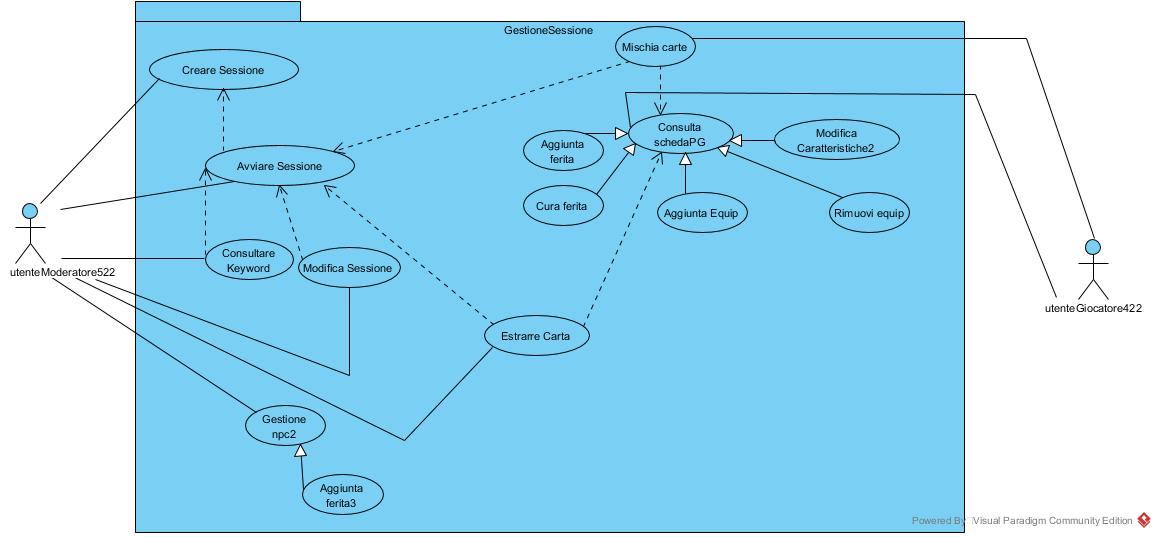 GestioneSessione
Mischia carte
Creare Sessione
Consulta
schedaPG
Modifica
Caratteristiche2
Aggiunta
ferita
Avviare Sessione
Cura ferita
Aggiunta Equip
Rimuovi equip
Consultare
Keyword
Modifica Sessione
utenteModeratore522
utenteGiocatore422
Estrarre Carta
Gestione
npc2
Aggiunta
ferita3
Powered By Visual Paradigm Community Edition